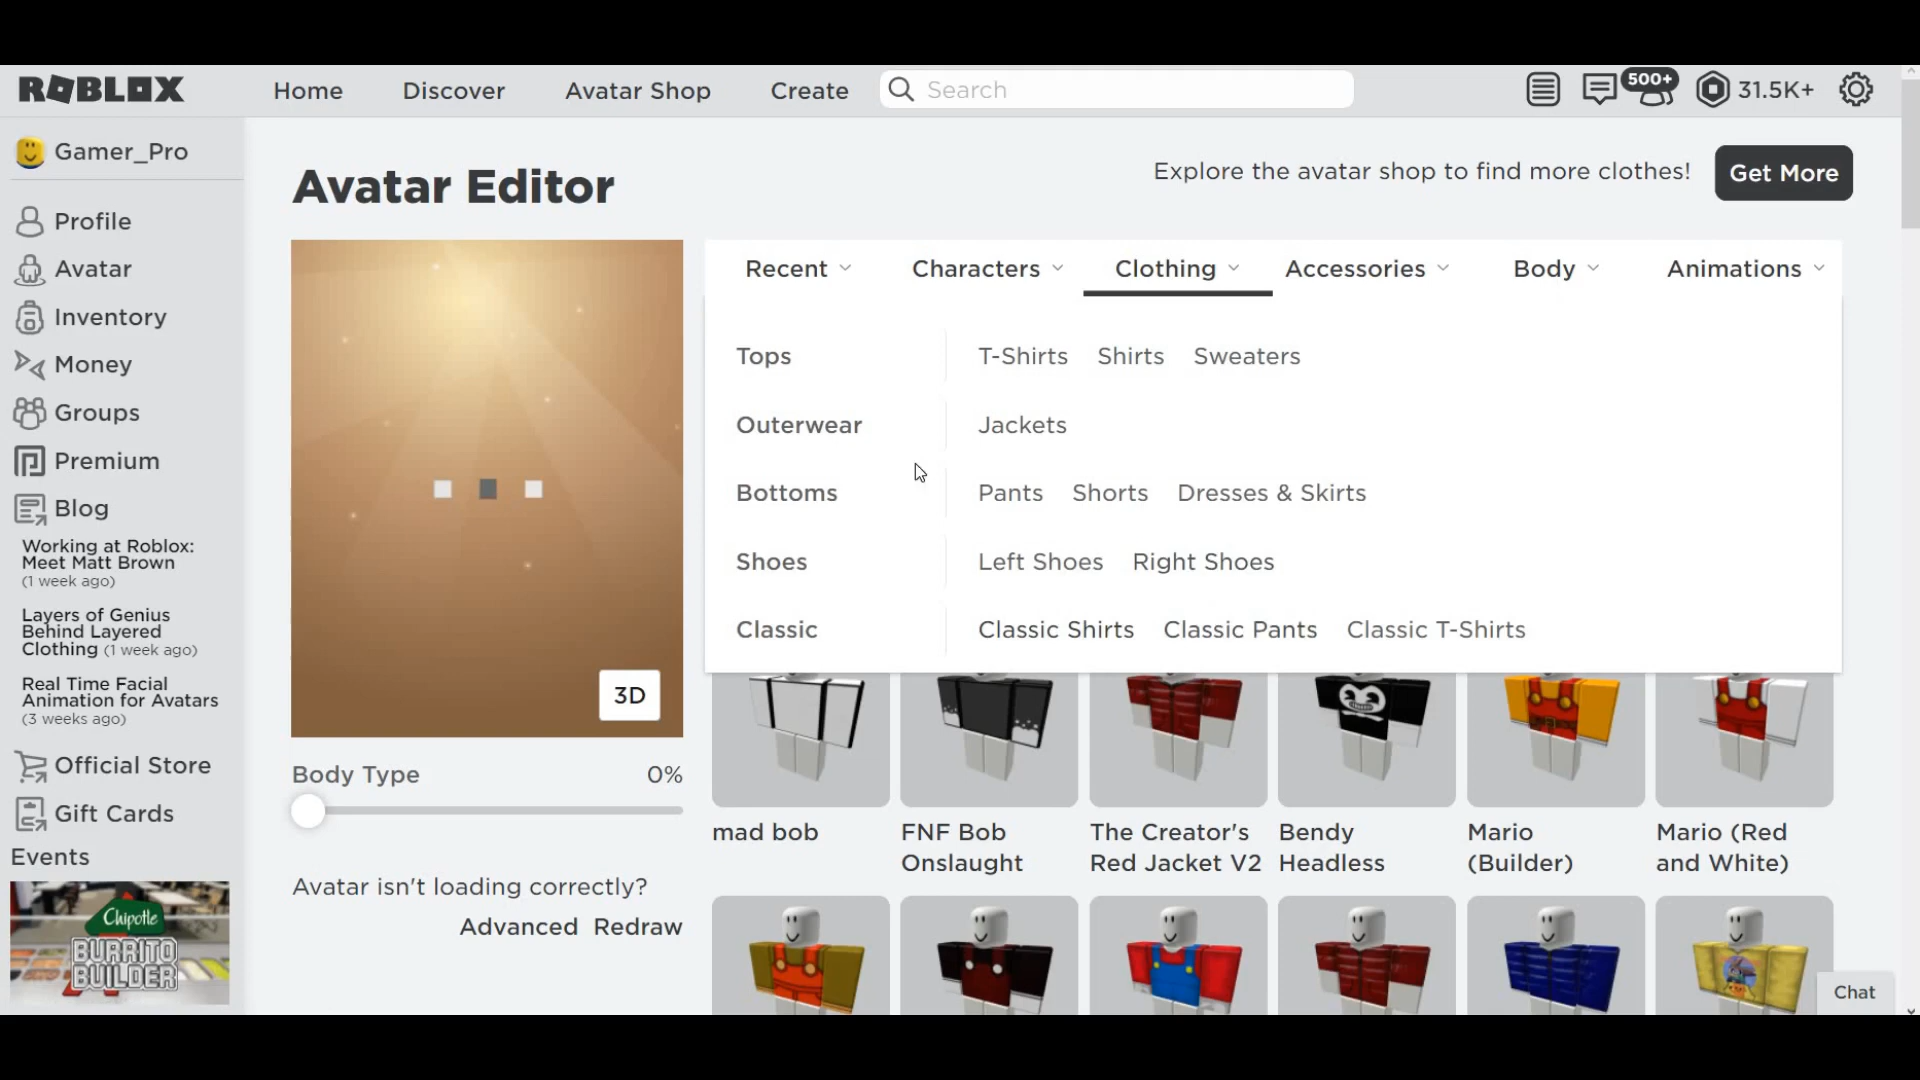 ROBLOX
Home Discover Avatar Shop Create Search 500+ 31.5K+
Gamer_Pro
Profile
Avatar
Inventory
Money
Groups
Premium
Blog
Working at Roblox:
Meet Matt Brown
(1 week ago)
Layers of Genius
Behind Layered
Clothing (1 week ago)
Real Time Facial
Animation for Avatars
(3 weeks ago)
Official Store
Gift Cards
Events
Chipotle
BURRITO
BUILDER
Avatar Editor
Explore the avatar shop to find more clothes! Get More
3D
Body Type 0%
Avatar isn't loading correctly?
Advanced Redraw
Recent Characters Clothing Accessories Body Animations
Tops T-Shirts Shirts Sweaters
Outerwear Jackets
Bottoms Pants Shorts Dresses & Skirts
Shoes Left Shoes Right Shoes
Classic Classic Shirts Classic Pants Classic T-Shirts
mad bob
FNF Bob
Onslaught
The Creator's
Red Jacket V2
Bendy
Headless
Mario
(Builder)
Mario (Red
and White)
Chat